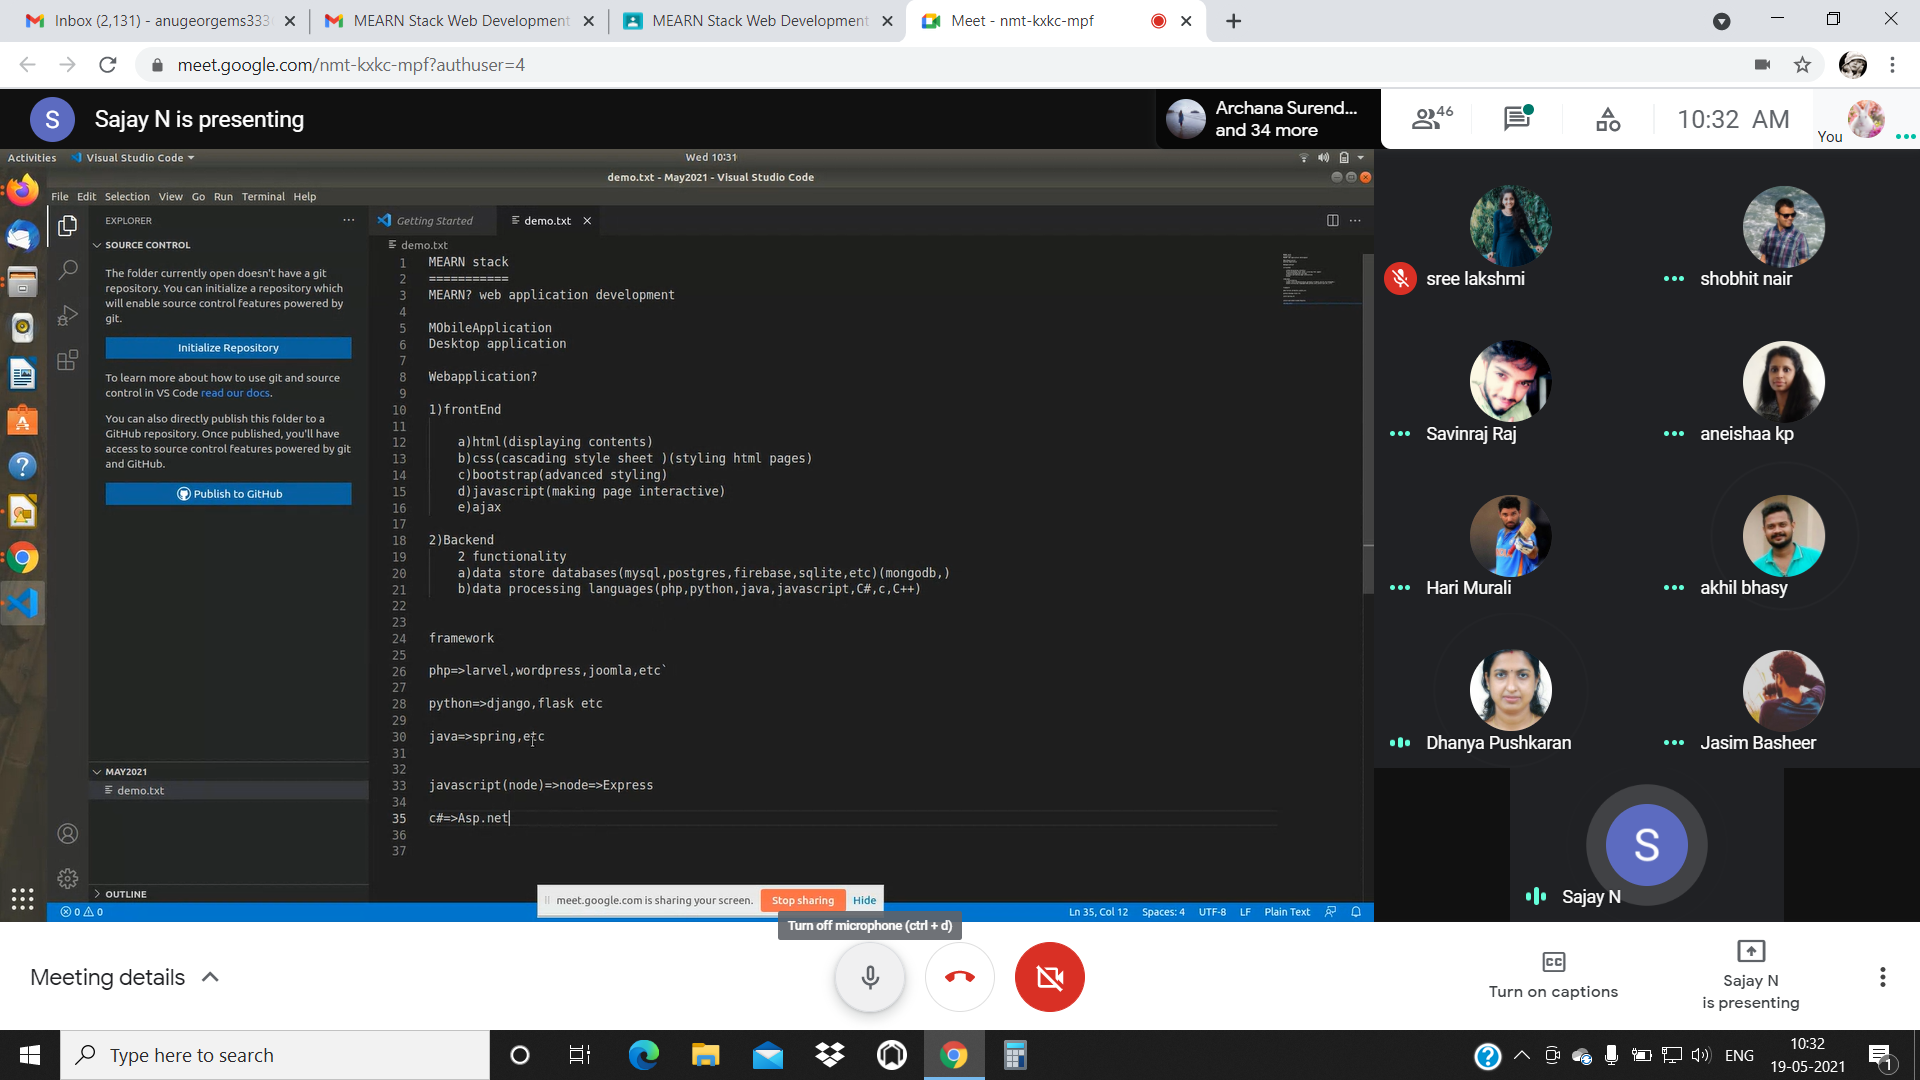 Inbox (2,131) - anugeorgems333
MEARN Stack Web Development
MEARN Stack Web Development
Meet - nmt-kxkc-mpf
meet.google.com/nmt-kxkc-mpf?authuser=4
S
Sajay N is presenting
Archana Surend...
and 34 more
46
10:32 AM
You
Activities
Visual Studio Code
Wed 10:31
demo.txt - May2021 - Visual Studio Code
File Edit Selection View Go Run Terminal Help
EXPLORER
Getting Started
demo.txt
SOURCE CONTROL
The folder currently open doesn't have a git
repository. You can initialize a repository which
will enable source control features powered by
git.
Initialize Repository
To learn more about how to use git and source
control in VS Code read our docs.
You can also directly publish this folder to a
GitHub repository. Once published, you'll have
access to source control features powered by git
and GitHub.
Publish to GitHub
MAY2021
demo.txt
OUTLINE
demo.txt
1 MEARN stack
2 ===========
3 MEARN? web application development
4
5 MObileApplication
6 Desktop application
7
8 Webapplication?
9
10 1)frontEnd
11
12 a)html(displaying contents)
13 b)css(cascading style sheet )(styling html pages)
14 c)bootstrap(advanced styling)
15 d)javascript(making page interactive)
16 e)ajax
17
18 2)Backend
19 2 functionality
20 a)data store databases(mysql,postgres,firebase,sqlite,etc)(mongodb,)
21 b)data processing languages(php,python,java,javascript,C#,c,C++)
22
23
24 framework
25
26 php=>larvel,wordpress,joomla,etc`
27
28 python=>django,flask etc
29
30 java=>spring,etc
31
32
33 javascript(node)=>node=>Express
34
35 c#=>Asp.net
36
37
meet.google.com is sharing your screen.
Stop sharing
Hide
0 0
Ln 35, Col 12
Spaces: 4
UTF-8
LF
Plain Text
Turn off microphone (ctrl + d)
sree lakshmi
shobhit nair
Savinraj Raj
aneishaa kp
Hari Murali
akhil bhasy
Dhanya Pushkaran
Jasim Basheer
S
Sajay N
Meeting details
Turn on captions
Sajay N
is presenting
Type here to search
ENG
10:32
19-05-2021
1